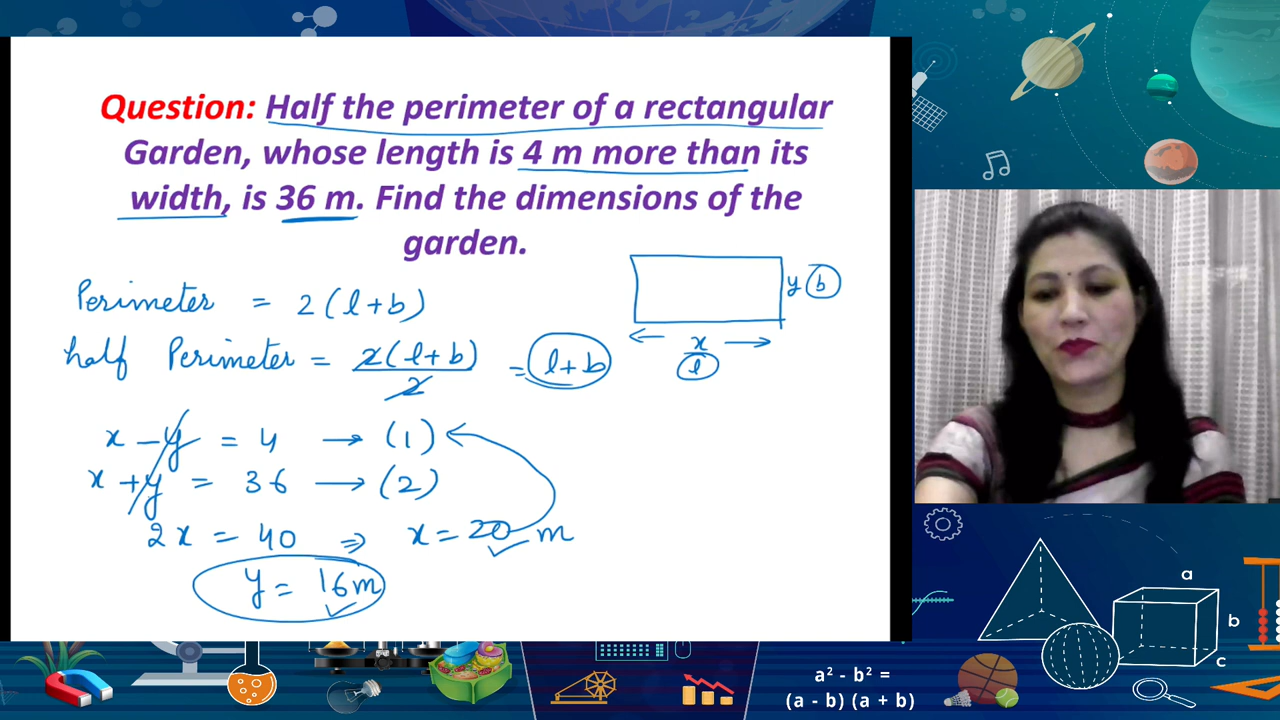 Question: Half the perimeter of a rectangular
Garden, whose length is 4 m more than its
width, is 36 m. Find the dimensions of the
garden.
Perimeter = 2(l+b)
half Perimeter = 2(l+b)/2 = l+b
y b
x
l
x - y = 4 → (1)
x + y = 36 → (2)
2x = 40 ⇒ x = 20 m
y = 16m
a
b
c
a² - b² =
(a - b) (a + b)